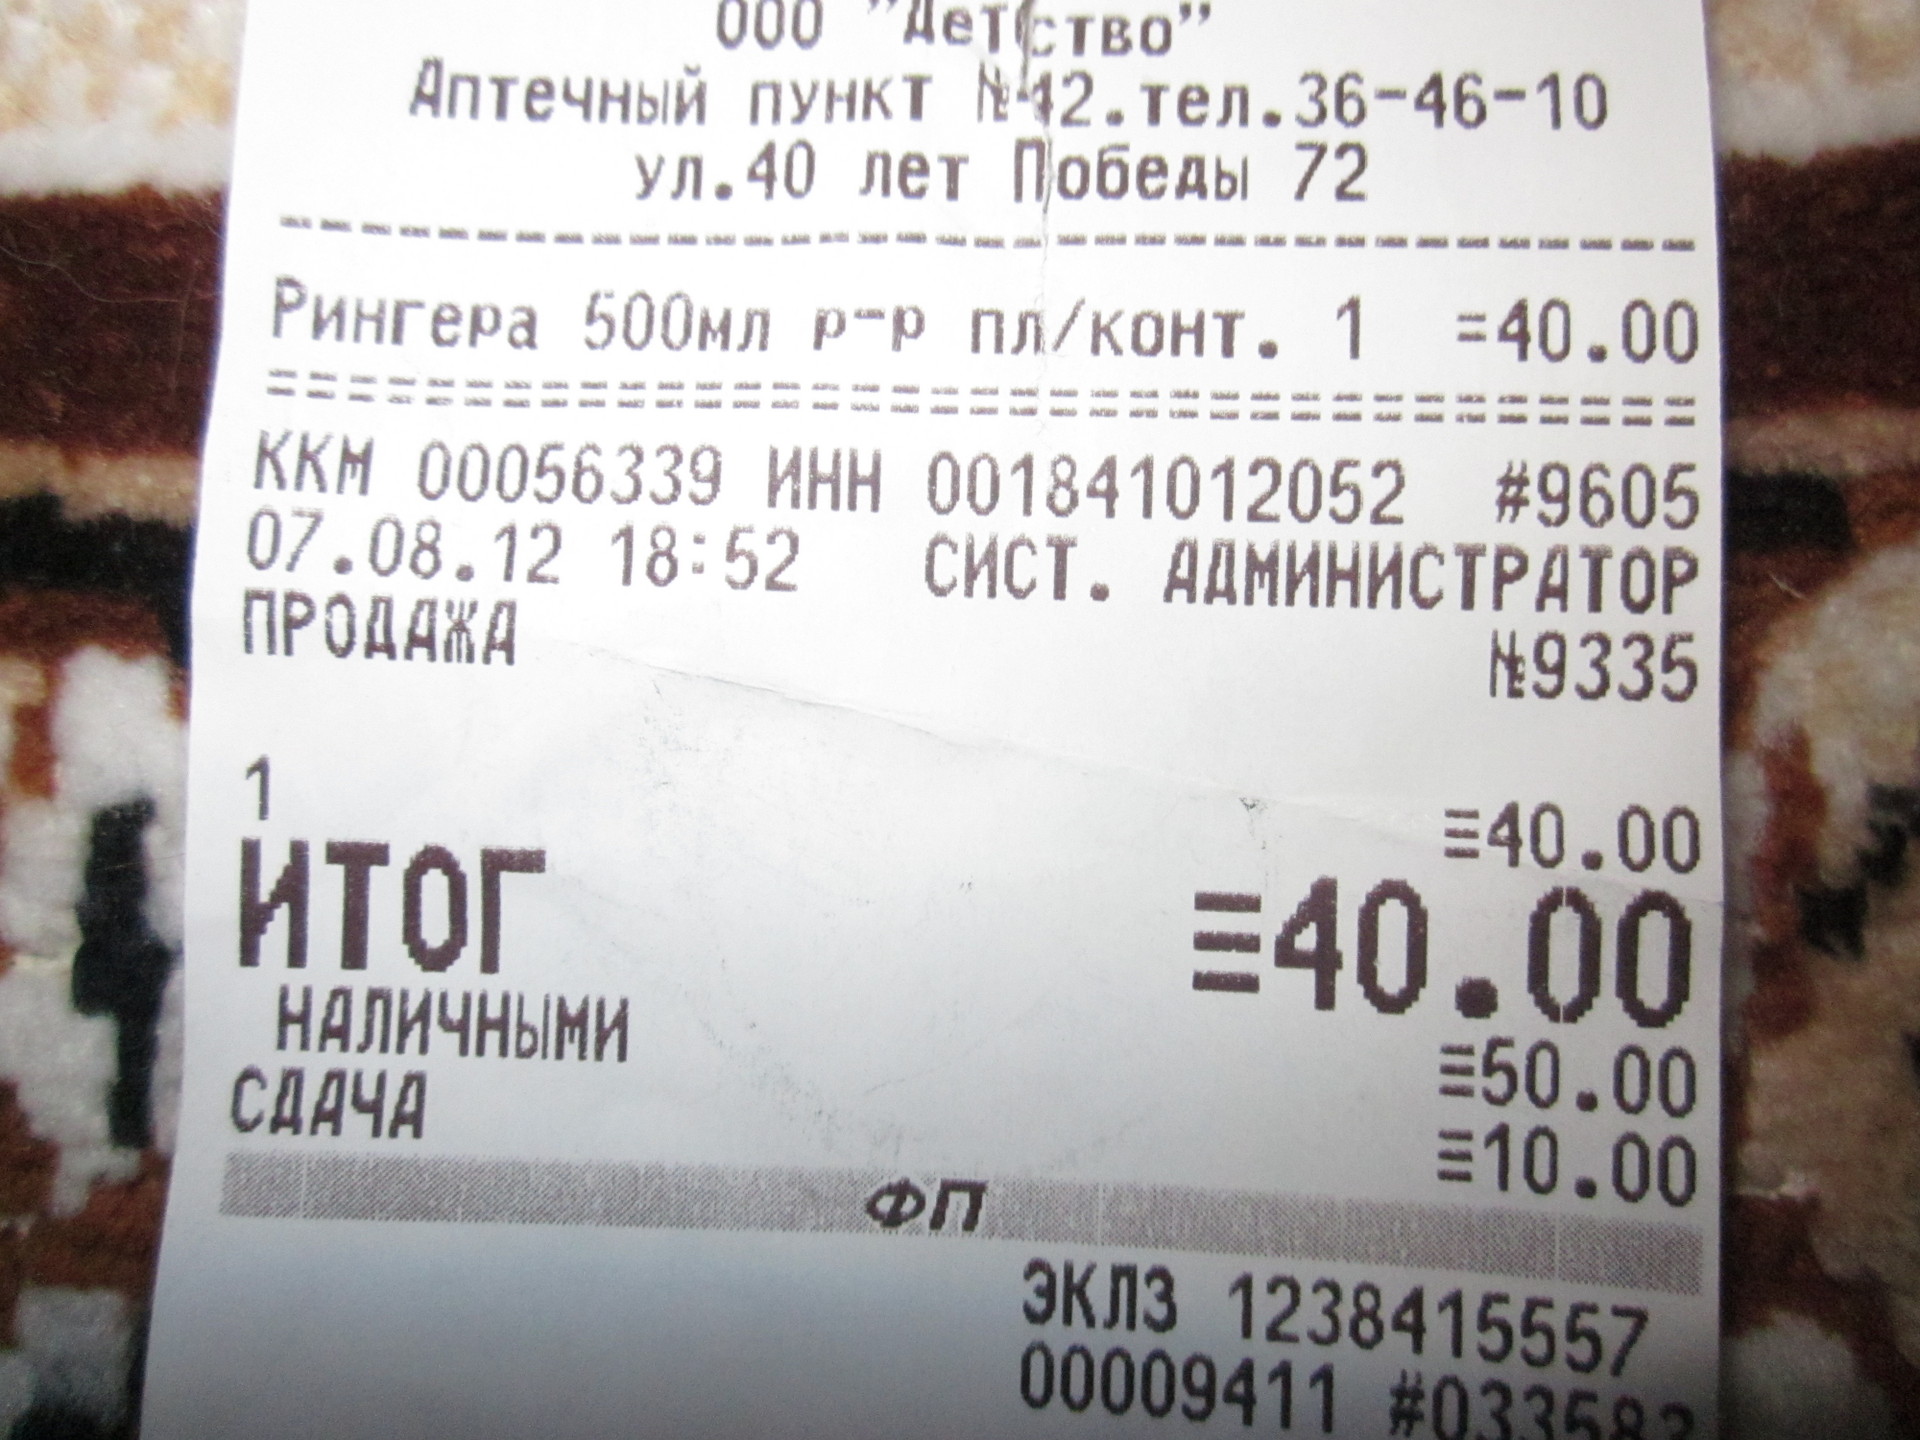 ООО "Детство"
Аптечный пункт №12.тел.36-46-10
ул.40 лет Победы 72
Рингера 500мл р-р пл/конт. 1 =40.00
ККМ 00056339 ИНН 001841012052 #9605
07.08.12 18:52 СИСТ. АДМИНИСТРАТОР
ПРОДАЖА №9335
1 ≡40.00
ИТОГ ≡40.00
НАЛИЧНЫМИ ≡50.00
СДАЧА ≡10.00
ФП
ЭКЛЗ 1238415557
00009411 #033583